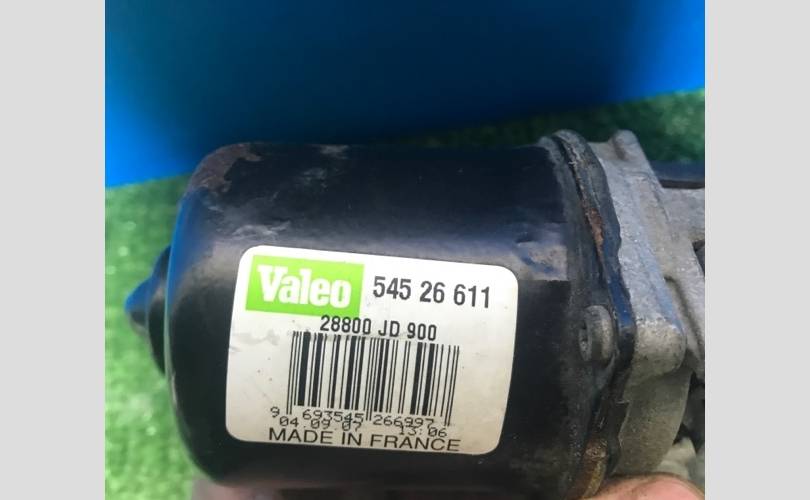 Valeo 545 26 611
28800 JD 900
9 693545 266997
04.09.07 13:06
MADE IN FRANCE